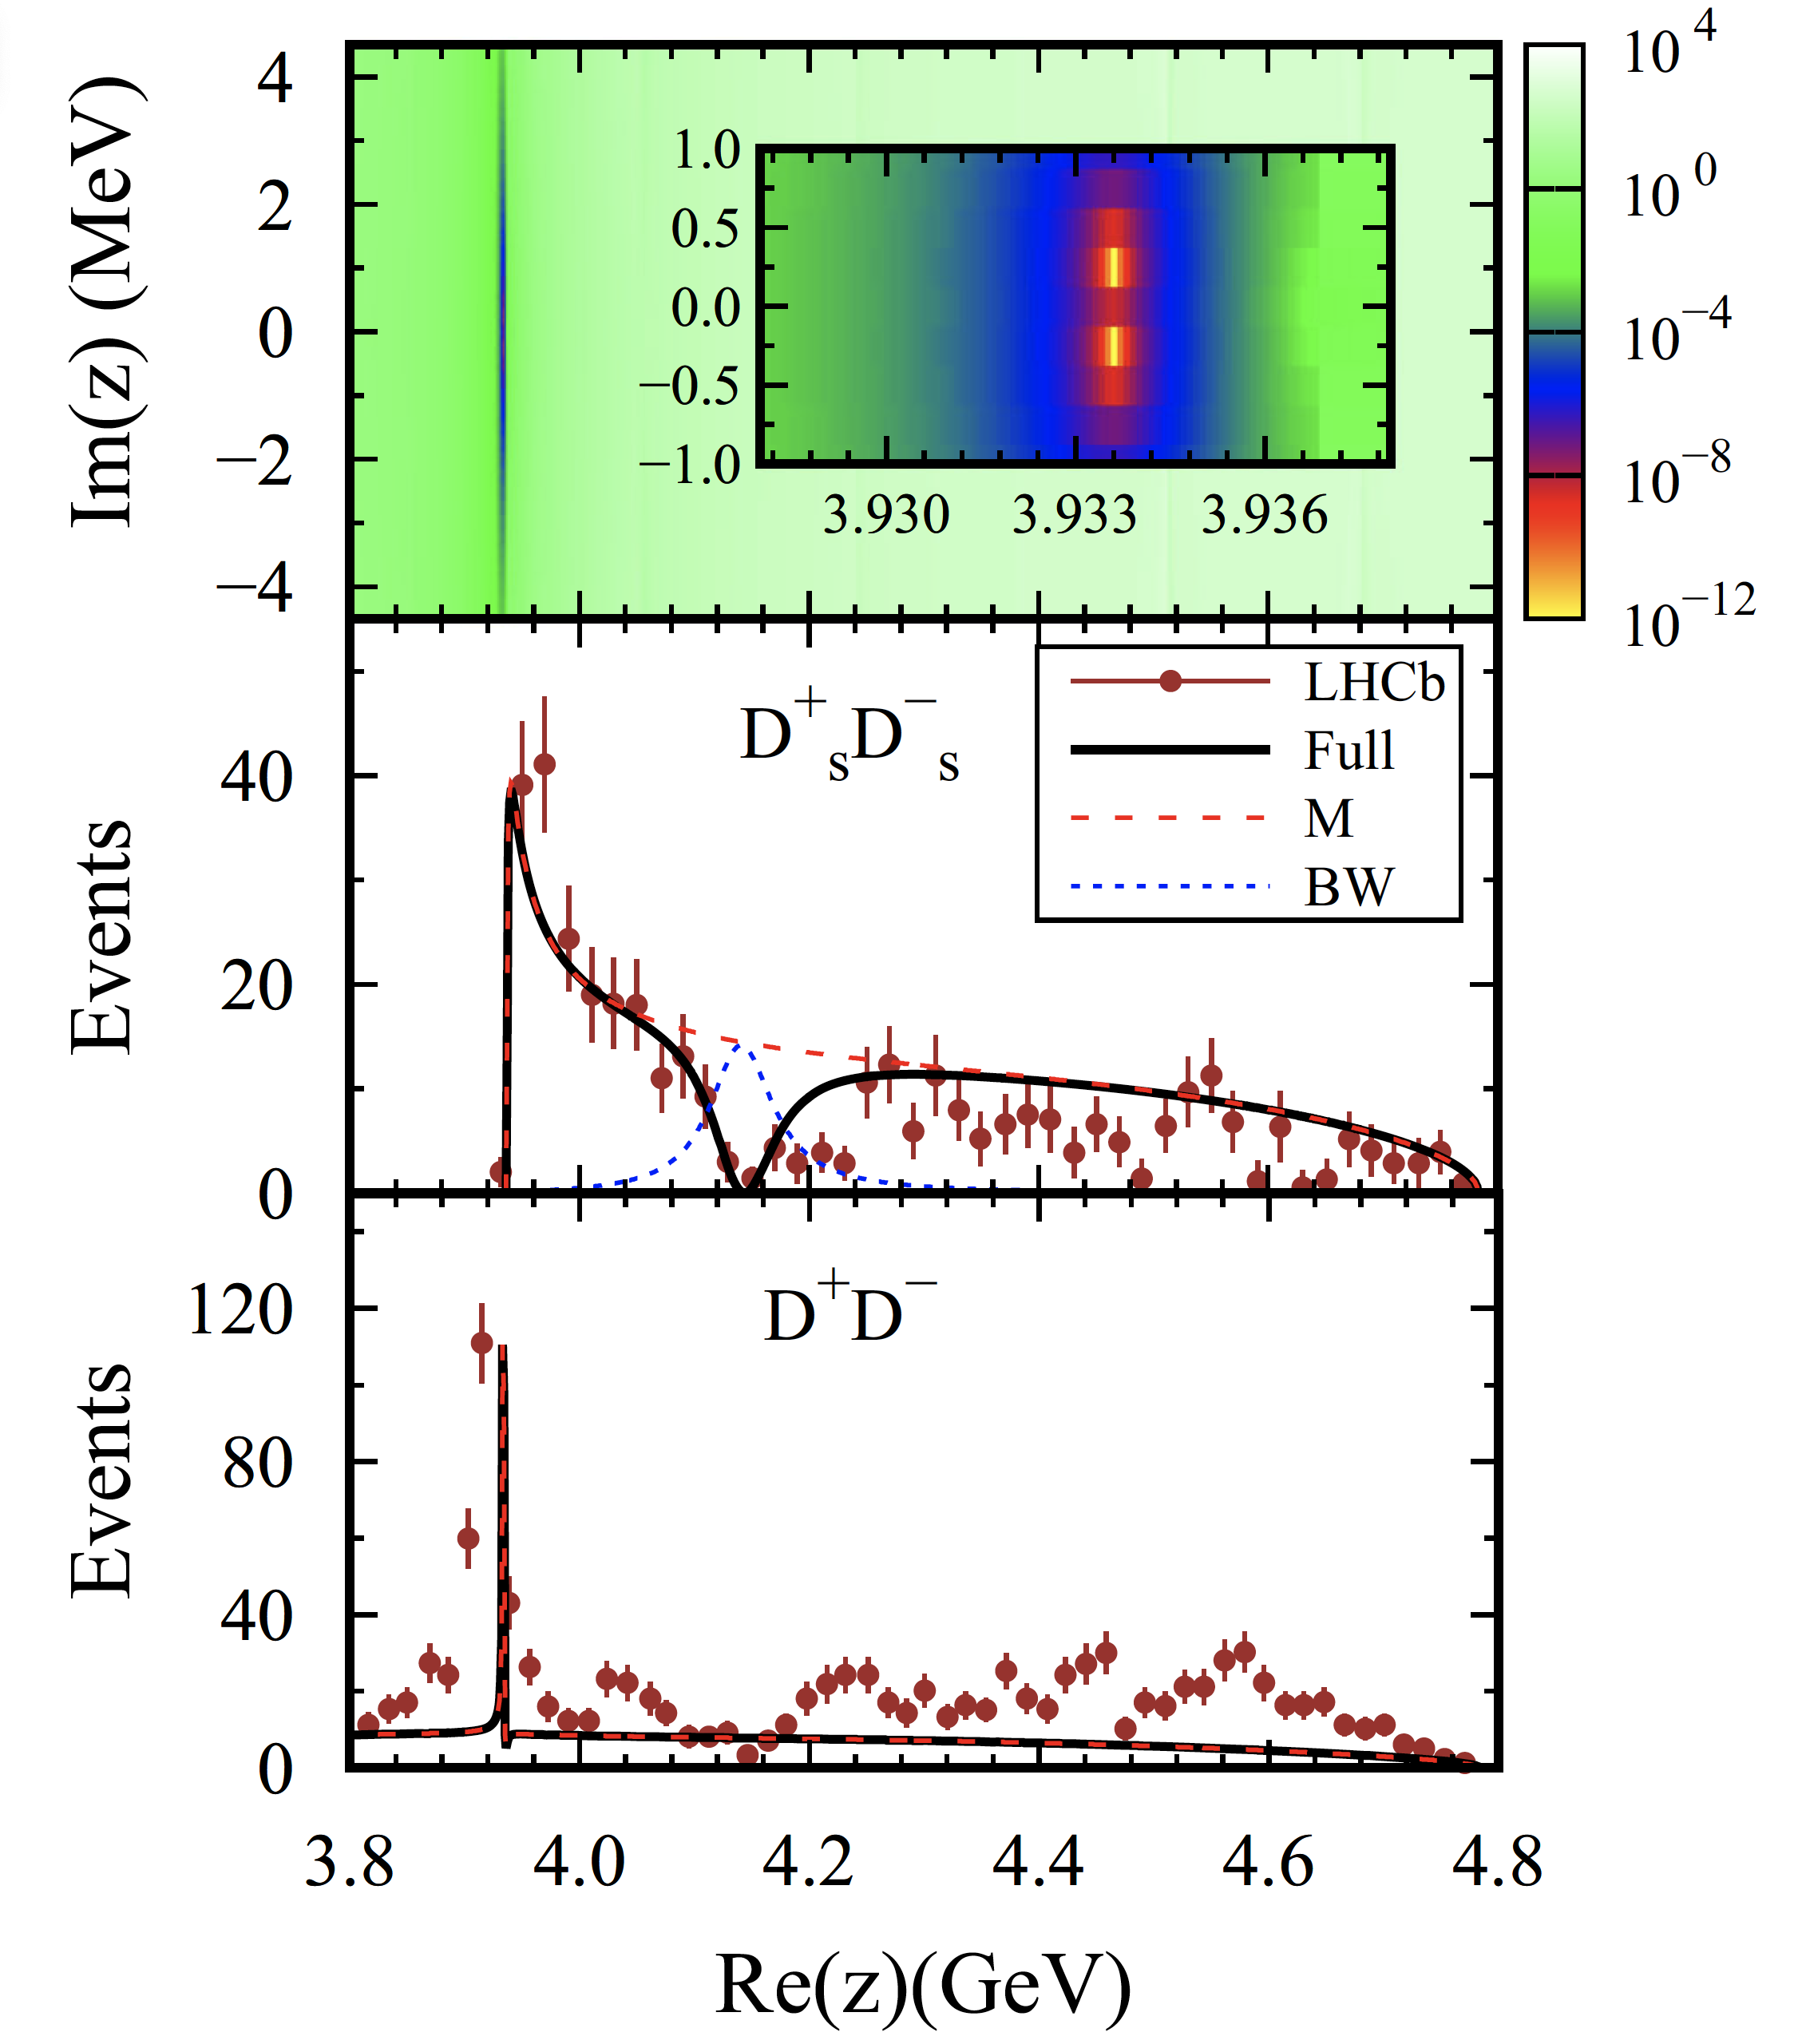 Im(z) (MeV)
4
2
0
−2
−4
1.0
0.5
0.0
−0.5
−1.0
3.930 3.933 3.936
10^4
10^0
10^−4
10^−8
10^−12
Events
40
20
0
D^+_s D^−_s
LHCb
Full
M
BW
Events
120
80
40
0
D^+ D^−
3.8 4.0 4.2 4.4 4.6 4.8
Re(z)(GeV)